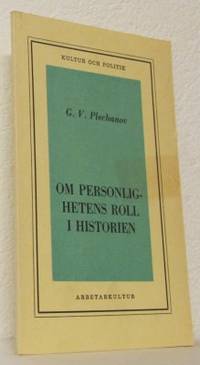 KULTUR OCH POLITIK
G. V. Plechanov
OM PERSONLIG-
HETENS ROLL
I HISTORIEN
ARBETARKULTUR